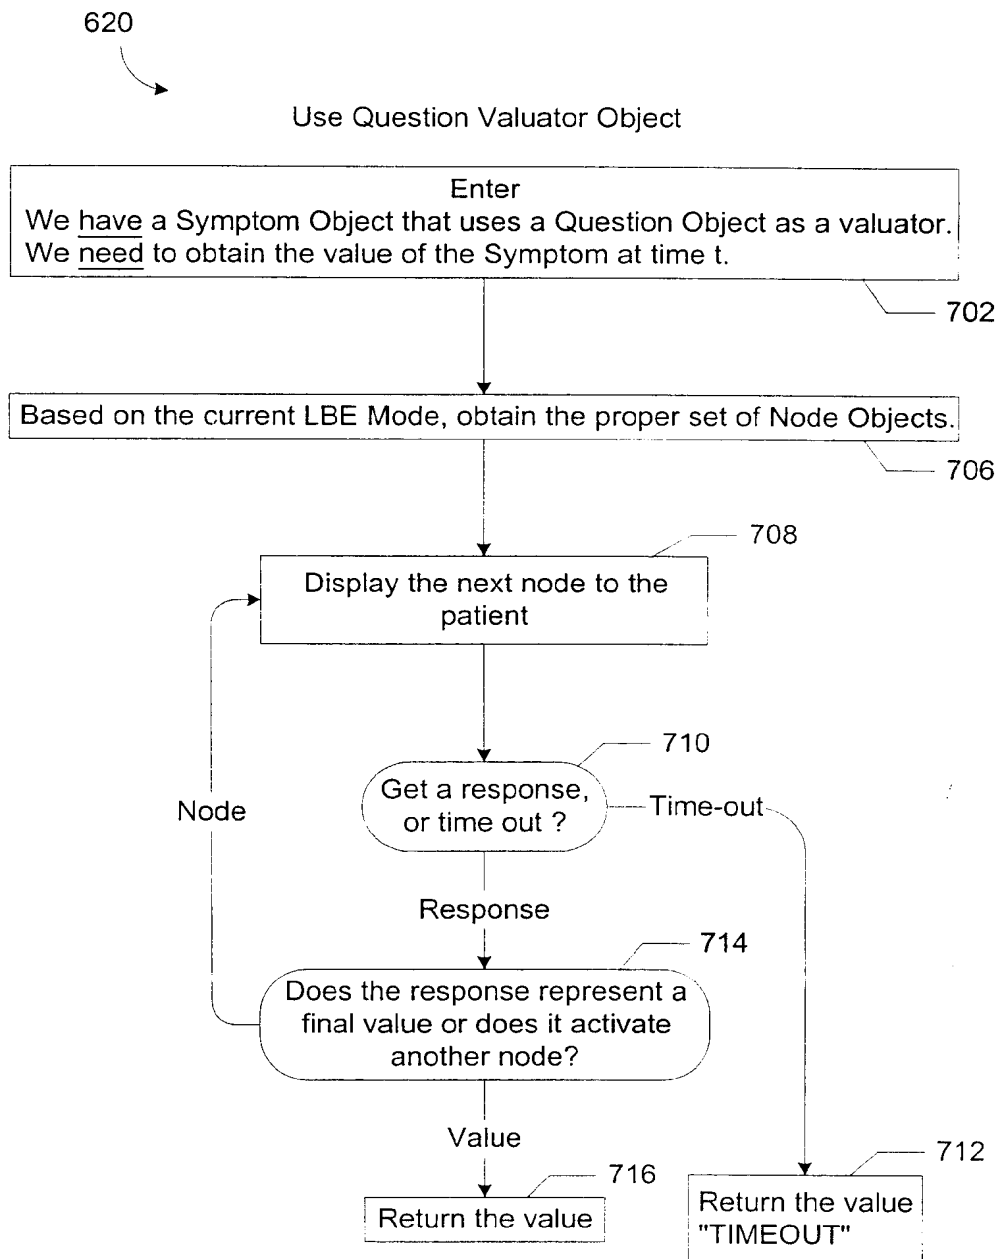 620
Use Question Valuator Object
Enter
We have a Symptom Object that uses a Question Object as a valuator.
We need to obtain the value of the Symptom at time t.
702
Based on the current LBE Mode, obtain the proper set of Node Objects.
706
708
Display the next node to the
patient
710
Get a response,
or time out ?
Time-out
Node
Response
714
Does the response represent a
final value or does it activate
another node?
Value
716
Return the value
712
Return the value
"TIMEOUT"